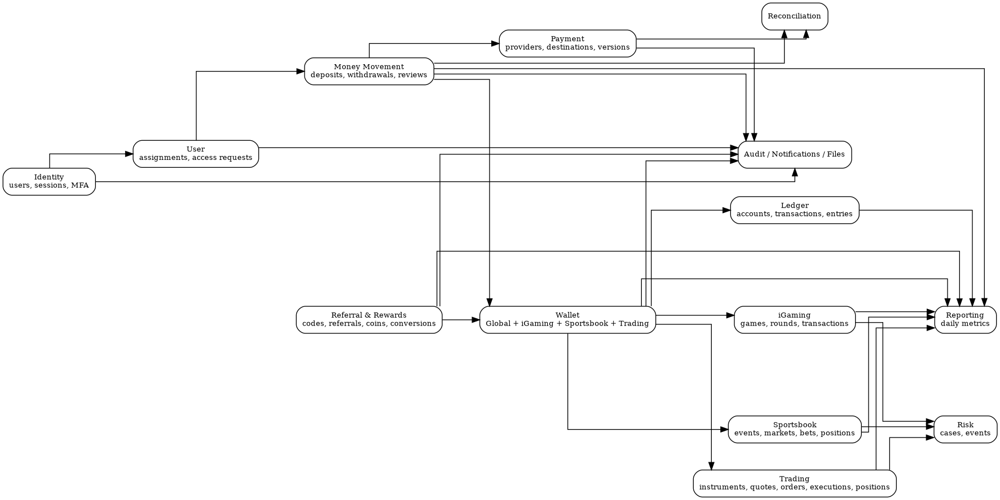 Reconciliation
Payment
providers, destinations, versions
Money Movement
deposits, withdrawals, reviews
User
assignments, access requests
Audit / Notifications / Files
Identity
users, sessions, MFA
Ledger
accounts, transactions, entries
Referral & Rewards
codes, referrals, coins, conversions
Wallet
Global + iGaming + Sportsbook + Trading
iGaming
games, rounds, transactions
Reporting
daily metrics
Sportsbook
events, markets, bets, positions
Risk
cases, events
Trading
instruments, quotes, orders, executions, positions